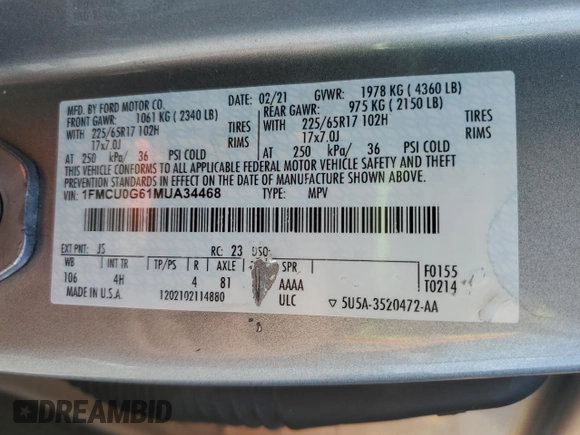 MFD. BY FORD MOTOR CO.
DATE: 02/21 GVWR: 1978 KG ( 4360 LB)
FRONT GAWR: 1061 KG ( 2340 LB) REAR GAWR: 975 KG ( 2150 LB)
WITH 225/65R17 102H TIRES WITH 225/65R17 102H TIRES
17x7.0J RIMS 17x7.0J RIMS
AT 250 kPa/ 36 PSI COLD AT 250 kPa/ 36 PSI COLD
THIS VEHICLE CONFORMS TO ALL APPLICABLE FEDERAL MOTOR VEHICLE SAFETY AND THEFT
PREVENTION STANDARDS IN EFFECT ON THE DATE OF MANUFACTURE SHOWN ABOVE.
VIN: 1FMCU0G61MUA34468 TYPE: MPV
EXT PNT: JS RC: 23 DSO:
WB INT TR TP/PS R AXLE SPR F0155
106 4H 4 81 AAAA T0214
MADE IN U.S.A. 1202102114880 ULC ▽ 5U5A-3520472-AA
DREAMBID